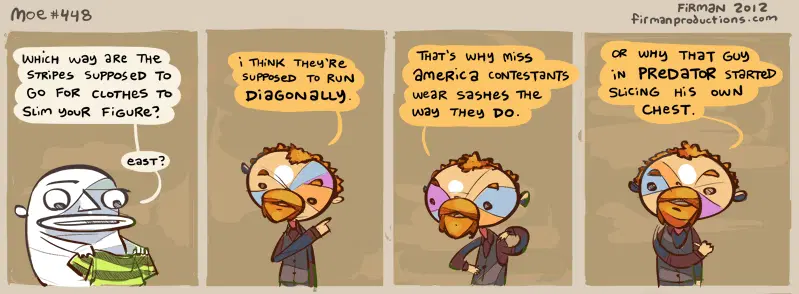 MOE #448
FIRMAN 2012
firmanproductions.com
WHICH WAY ARE THE
STRIPES SUPPOSED TO
GO FOR CLOTHES TO
SLIM YOUR FIGURE?
EAST?
I THINK THEY'RE
SUPPOSED TO RUN
DIAGONALLY.
THAT'S WHY MISS
AMERICA CONTESTANTS
WEAR SASHES THE
WAY THEY DO.
OR WHY THAT GUY
IN PREDATOR STARTED
SLICING HIS OWN
CHEST.